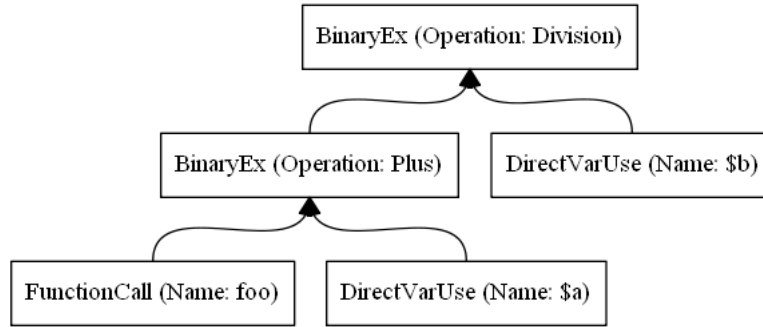 BinaryEx (Operation: Division)
BinaryEx (Operation: Plus)
DirectVarUse (Name: $b)
FunctionCall (Name: foo)
DirectVarUse (Name: $a)